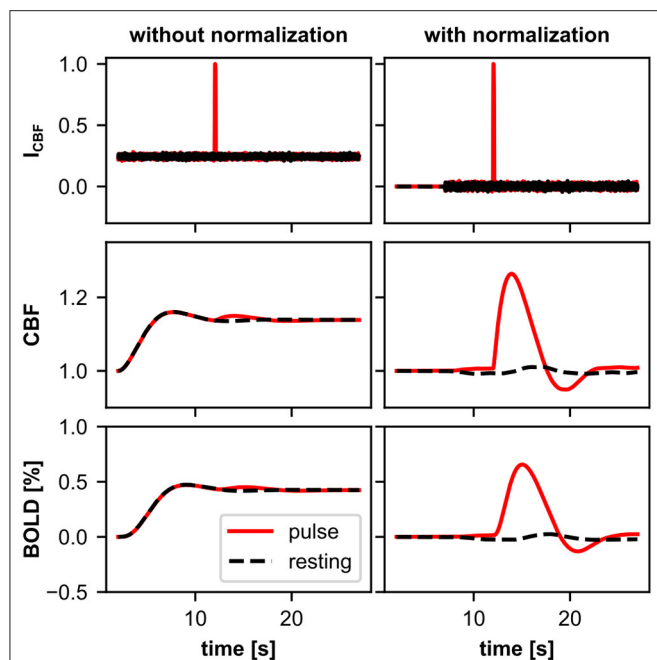 without normalization
with normalization
I_CBF
1.0
0.5
0.0
CBF
1.2
1.0
BOLD [%]
1.0
0.5
0.0
−0.5
pulse
resting
10
20
10
20
time [s]
time [s]